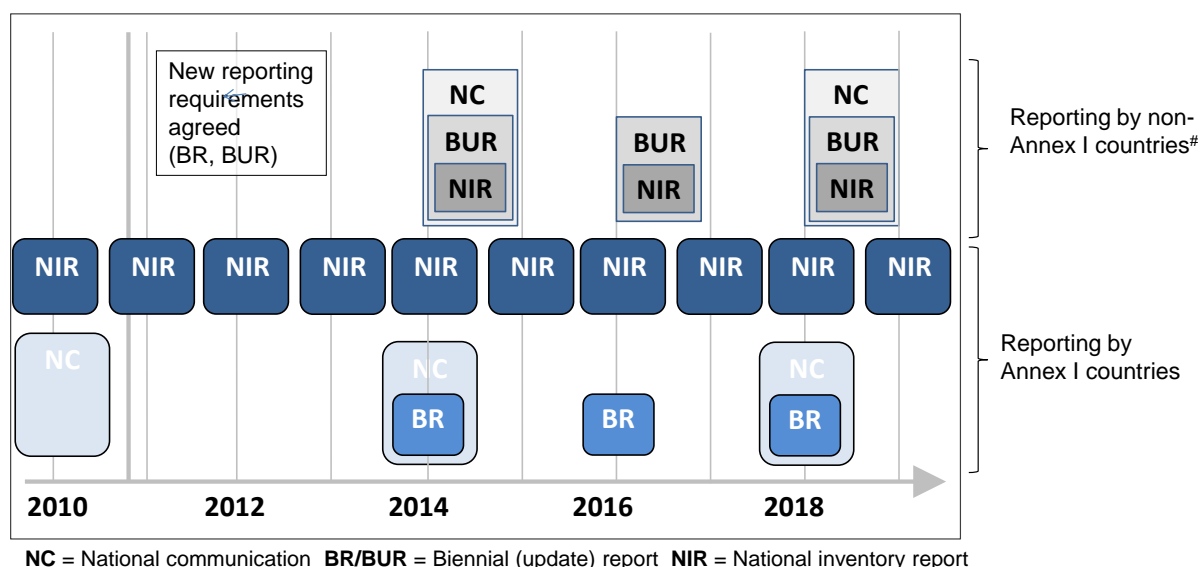 New reporting
requirements
agreed
(BR, BUR)
NC
BUR
NIR
BUR
NIR
NC
BUR
NIR
Reporting by non-
Annex I countries#
NIR NIR NIR NIR NIR NIR NIR NIR NIR NIR
NC
NC
BR
BR
NC
BR
Reporting by
Annex I countries
2010 2012 2014 2016 2018
NC = National communication BR/BUR = Biennial (update) report NIR = National inventory report